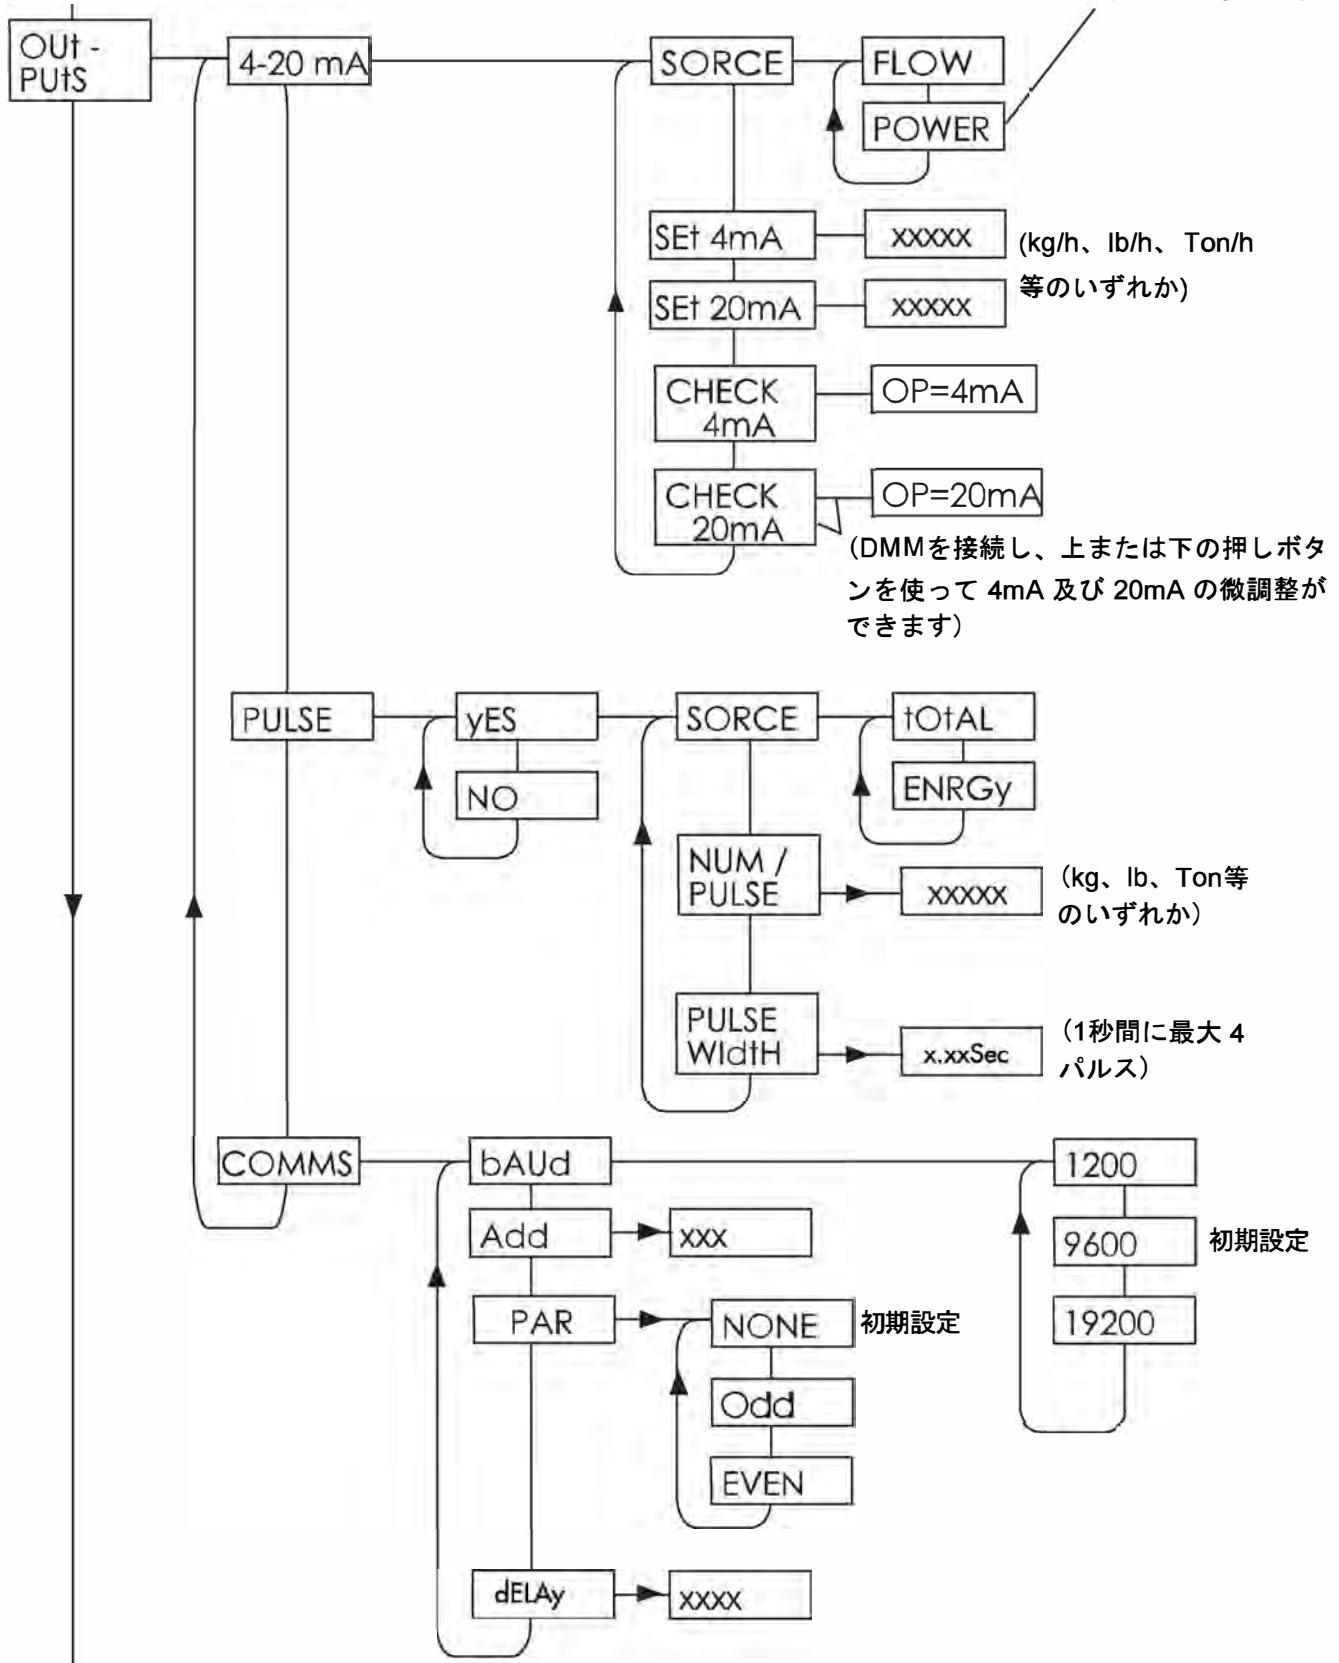 OUt -
PUtS
4-20 mA
SORCE
FLOW
POWER
SEt 4mA
xxxxx
(kg/h、lb/h、Ton/h
等のいずれか)
SEt 20mA
xxxxx
CHECK
4mA
OP=4mA
CHECK
20mA
OP=20mA
(DMMを接続し、上または下の押しボタ
ンを使って 4mA 及び 20mA の微調整が
できます)
PULSE
yES
NO
SORCE
tOtAL
ENRGy
NUM /
PULSE
xxxxx
(kg、lb、Ton等
のいずれか)
PULSE
WIdtH
x.xxSec
(1秒間に最大 4
パルス)
COMMS
bAUd
1200
9600
初期設定
19200
Add
xxx
PAR
NONE
初期設定
Odd
EVEN
dELAy
xxxx